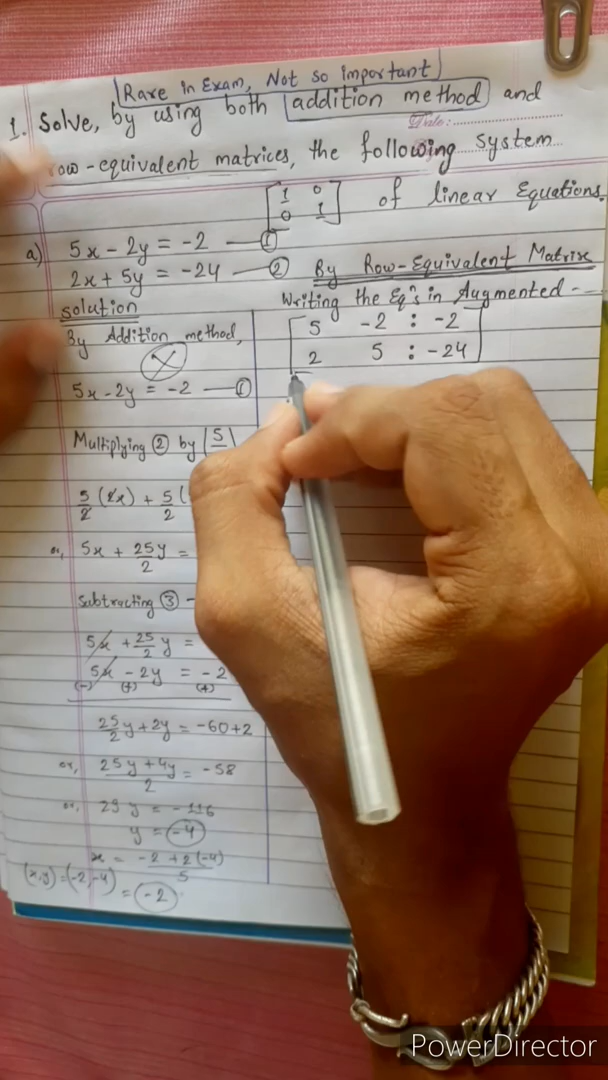 Rare in Exam, Not so important
1. Solve, by using both addition method and
Date:
row-equivalent matrices, the following system
[1 0
0 1] of linear Equations.
a) 5x - 2y = -2 — ①
2x + 5y = -24 — ②
solution
By Addition method,
5x - 2y = -2 — ①
Multiplying ② by (5
5/2 (2x) + 5/2 (
or, 5x + 25y/2 =
Subtracting ③ -
5x + 25/2 y =
5x - 2y = -2
(-) (+) (+)
25/2 y + 2y = -60+2
or, 25y + 4y / 2 = -58
or, 29 y = -116
y = -4
x = -2 + 2(-4) / 5
(x,y) = (-2,-4)
= -2
By Row-Equivalent Matrix
Writing the Eqns in Augmented --
[5 -2 : -2
2 5 : -24]
PowerDirector